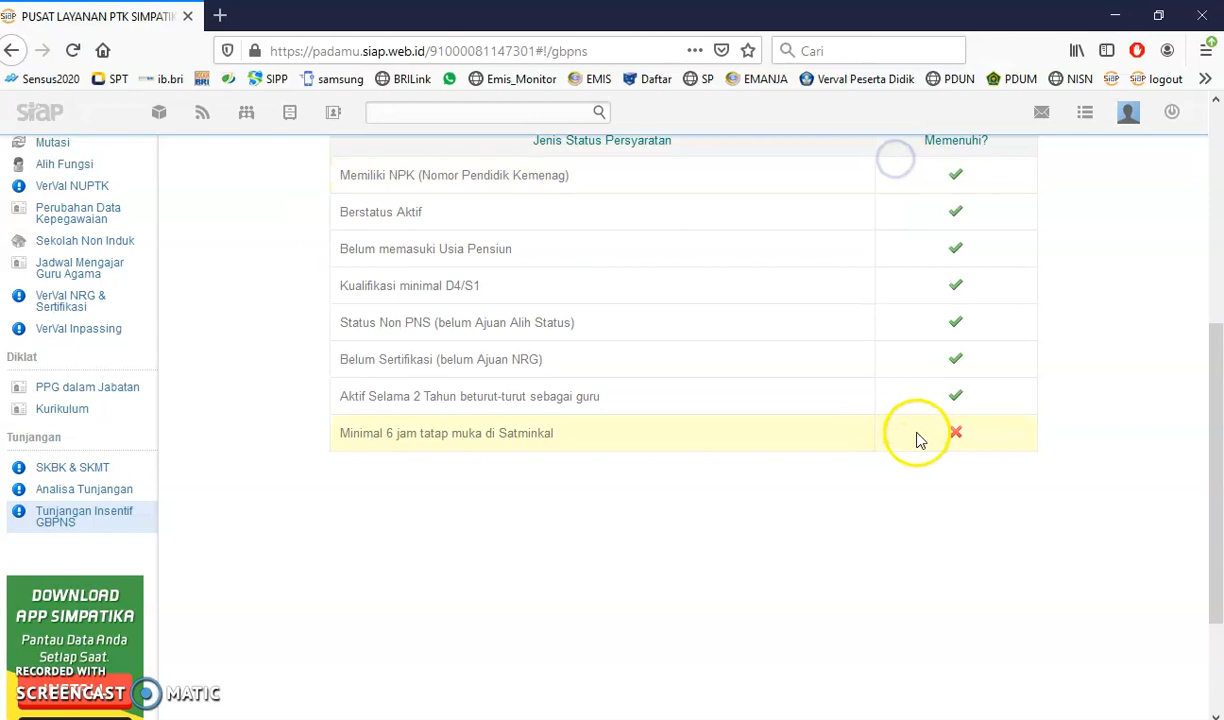 PUSAT LAYANAN PTK SIMPATIK
https://padamu.siap.web.id/91000081147301#!/gbpns
Cari
Sensus2020 SPT ib.bri SIPP samsung BRILink Emis_Monitor EMIS Daftar SP EMANJA Verval Peserta Didik PDUN PDUM NISN logout
siap
Mutasi
Alih Fungsi
VerVal NUPTK
Perubahan Data
Kepegawaian
Sekolah Non Induk
Jadwal Mengajar
Guru Agama
VerVal NRG &
Sertifikasi
VerVal Inpassing
Diklat
PPG dalam Jabatan
Kurikulum
Tunjangan
SKBK & SKMT
Analisa Tunjangan
Tunjangan Insentif
GBPNS
Jenis Status Persyaratan Memenuhi?
Memiliki NPK (Nomor Pendidik Kemenag)
Berstatus Aktif
Belum memasuki Usia Pensiun
Kualifikasi minimal D4/S1
Status Non PNS (belum Ajuan Alih Status)
Belum Sertifikasi (belum Ajuan NRG)
Aktif Selama 2 Tahun beturut-turut sebagai guru
Minimal 6 jam tatap muka di Satminkal
DOWNLOAD
APP SIMPATIKA
Pantau Data Anda
Setiap Saat.
RECORDED WITH
SCREENCAST MATIC